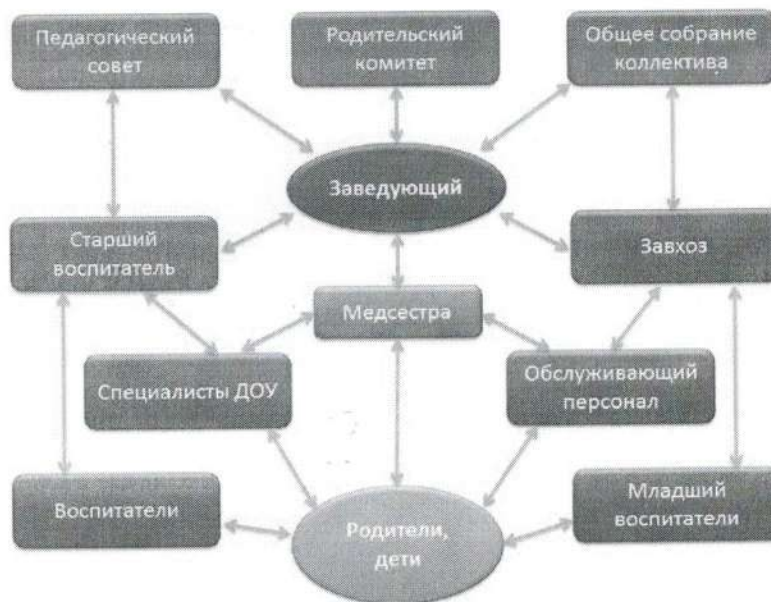 Педагогический
совет
Родительский
комитет
Общее собрание
коллектива
Заведующий
Старший
воспитатель
Завхоз
Медсестра
Специалисты ДОУ
Обслуживающий
персонал
Воспитатели
Младший
воспитатели
Родители,
дети